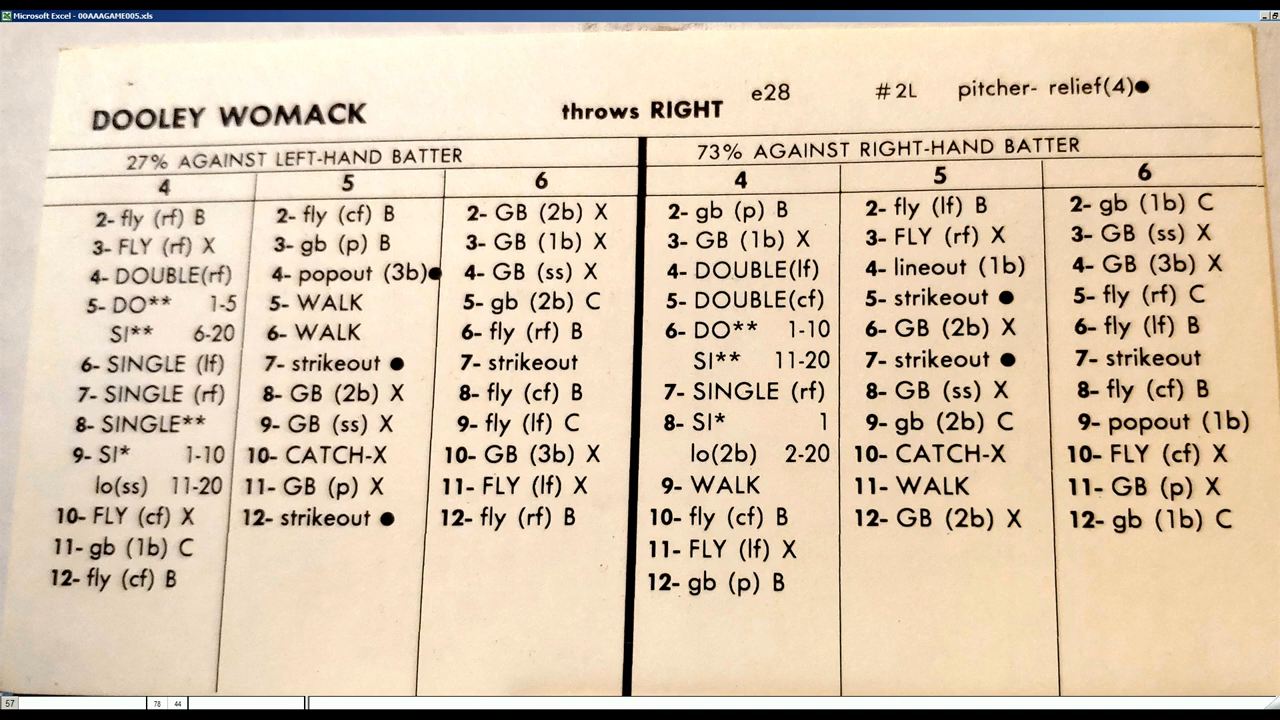 Microsoft Excel - 00AAAGAME005.xls
DOOLEY WOMACK throws RIGHT e28 #2L pitcher- relief(4)●
27% AGAINST LEFT-HAND BATTER 73% AGAINST RIGHT-HAND BATTER
4 5 6 4 5 6
2- fly (rf) B 2- fly (cf) B 2- GB (2b) X 2- gb (p) B 2- fly (lf) B 2- gb (1b) C
3- FLY (rf) X 3- gb (p) B 3- GB (1b) X 3- GB (1b) X 3- FLY (rf) X 3- GB (ss) X
4- DOUBLE(rf) 4- popout (3b)● 4- GB (ss) X 4- DOUBLE(lf) 4- lineout (1b) 4- GB (3b) X
5- DO** 1-5 5- WALK 5- gb (2b) C 5- DOUBLE(cf) 5- strikeout ● 5- fly (rf) C
SI** 6-20 6- WALK 6- fly (rf) B 6- DO** 1-10 6- GB (2b) X 6- fly (lf) B
6- SINGLE (lf) 7- strikeout ● 7- strikeout SI** 11-20 7- strikeout ● 7- strikeout
7- SINGLE (rf) 8- GB (2b) X 8- fly (cf) B 7- SINGLE (rf) 8- GB (ss) X 8- fly (cf) B
8- SINGLE** 9- GB (ss) X 9- fly (lf) C 8- SI* 1 9- gb (2b) C 9- popout (1b)
9- SI* 1-10 10- CATCH-X 10- GB (3b) X lo(2b) 2-20 10- CATCH-X 10- FLY (cf) X
lo(ss) 11-20 11- GB (p) X 11- FLY (lf) X 9- WALK 11- WALK 11- GB (p) X
10- FLY (cf) X 12- strikeout ● 12- fly (rf) B 10- fly (cf) B 12- GB (2b) X 12- gb (1b) C
11- gb (1b) C 11- FLY (lf) X
12- fly (cf) B 12- gb (p) B
57 78 44